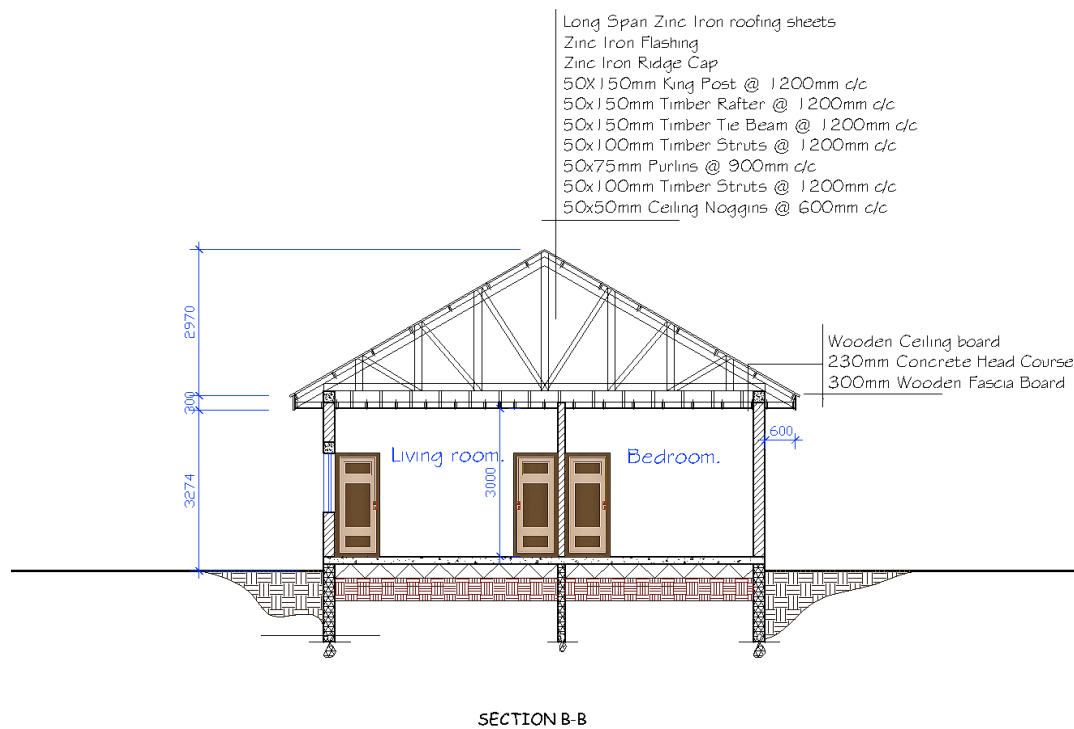 Long Span Zinc Iron roofing sheets
Zinc Iron Flashing
Zinc Iron Ridge Cap
50X150mm King Post @ 1200mm c/c
50x150mm Timber Rafter @ 1200mm c/c
50x150mm Timber Tie Beam @ 1200mm c/c
50x100mm Timber Struts @ 1200mm c/c
50x75mm Purlins @ 900mm c/c
50x100mm Timber Struts @ 1200mm c/c
50x50mm Ceiling Noggins @ 600mm c/c
2970
Wooden Ceiling board
230mm Concrete Head Course
300mm Wooden Fascia Board
300
600
Living room.
Bedroom.
3000
3274
SECTION B-B